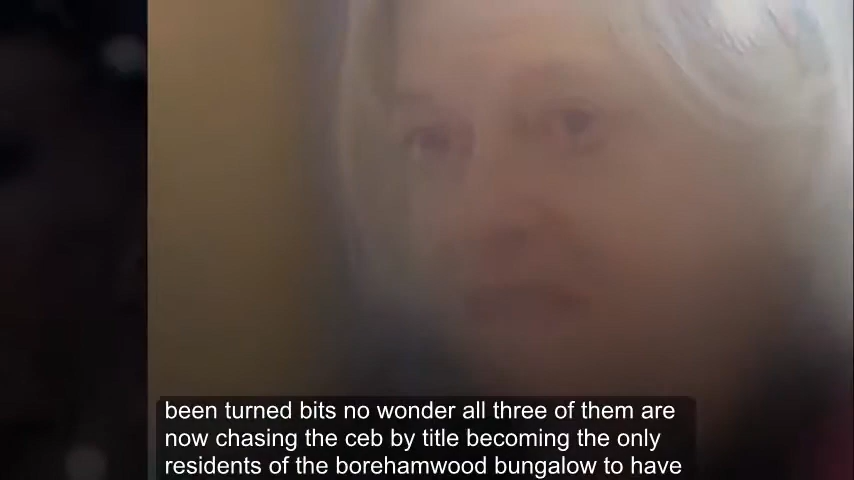 been turned bits no wonder all three of them are
now chasing the ceb by title becoming the only
residents of the borehamwood bungalow to have